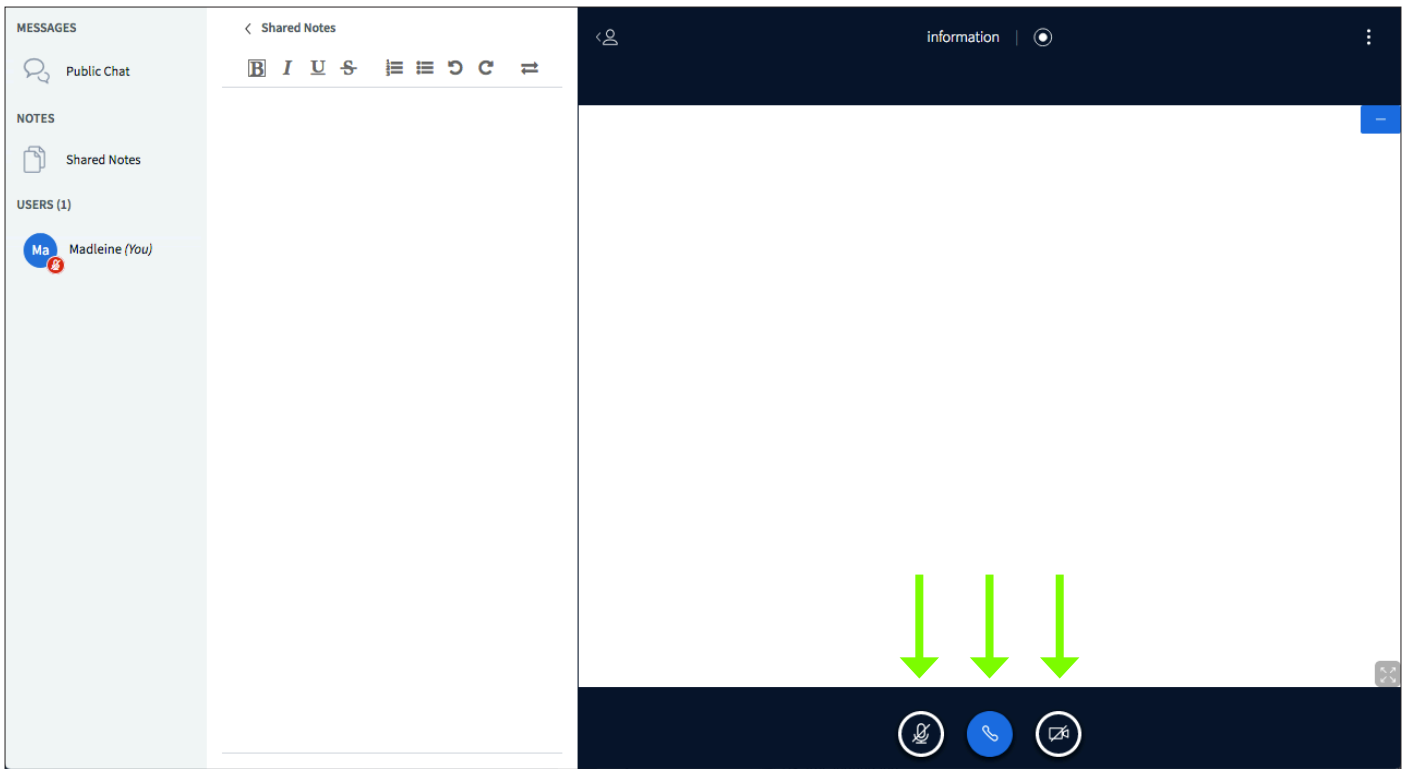 MESSAGES
Public Chat
NOTES
Shared Notes
USERS (1)
Ma
Madleine (You)
Shared Notes
B I U S
information